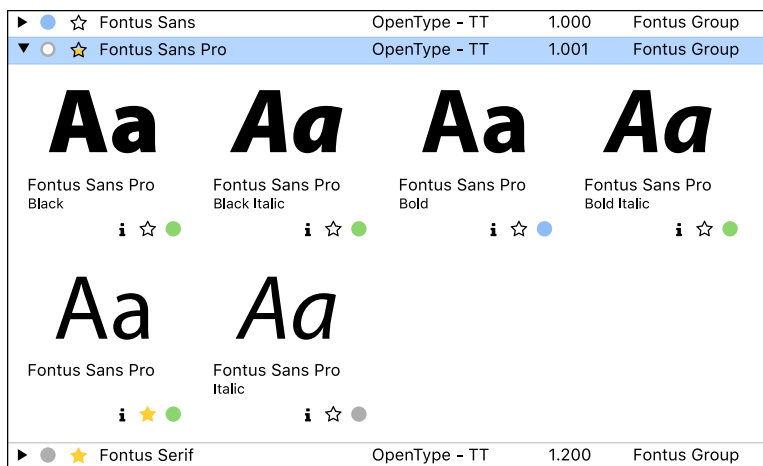 Fontus Sans OpenType - TT 1.000 Fontus Group
Fontus Sans Pro OpenType - TT 1.001 Fontus Group
Aa Aa Aa Aa
Fontus Sans Pro Fontus Sans Pro Fontus Sans Pro Fontus Sans Pro
Black Black Italic Bold Bold Italic
i i i i
Aa Aa
Fontus Sans Pro Fontus Sans Pro
Italic
i i
Fontus Serif OpenType - TT 1.200 Fontus Group